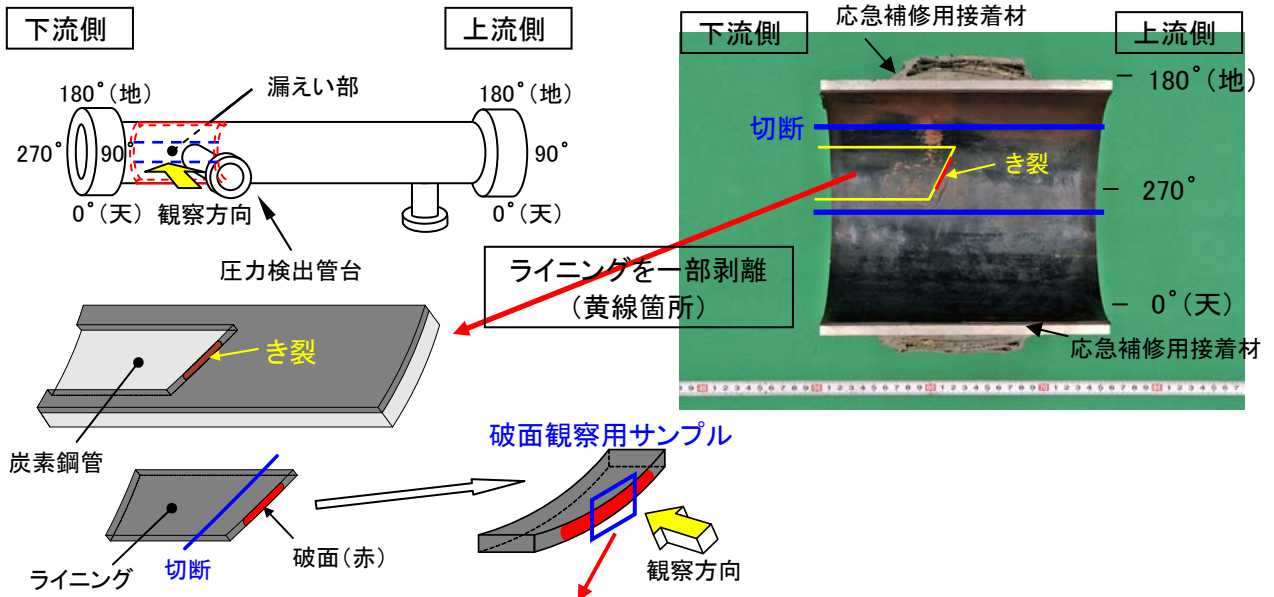 下流側
上流側
180°(地)
漏えい部
180°(地)
270°
90°
90°
0°(天)
観察方向
0°(天)
圧力検出管台
応急補修用接着材
下流側
上流側
180°(地)
切断
き裂
270°
0°(天)
応急補修用接着材
ライニングを一部剥離
(黄線箇所)
き裂
炭素鋼管
破面観察用サンプル
ライニング
切断
破面(赤)
観察方向